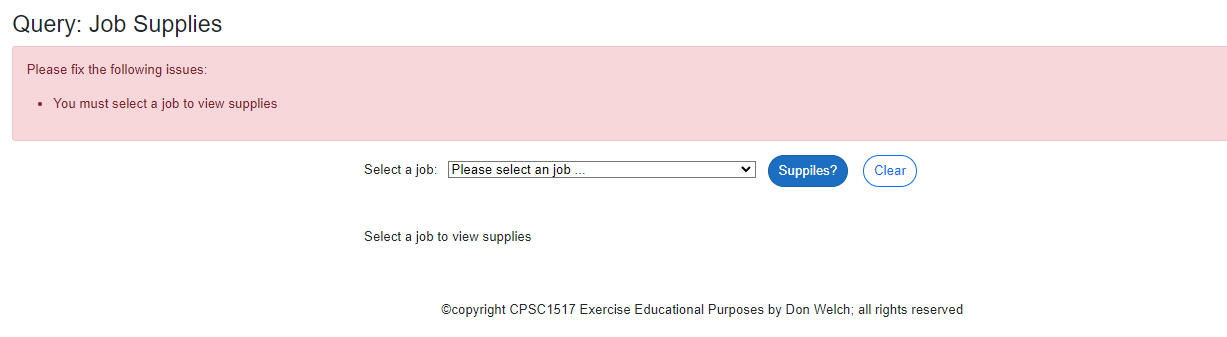 Query: Job Supplies
Please fix the following issues:
• You must select a job to view supplies
Select a job: Please select an job ... Suppiles? Clear
Select a job to view supplies
©copyright CPSC1517 Exercise Educational Purposes by Don Welch; all rights reserved